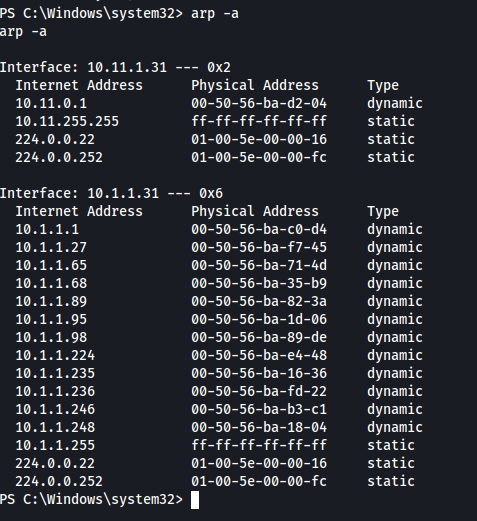 PS C:\Windows\system32> arp -a
arp -a

Interface: 10.11.1.31 --- 0x2
  Internet Address      Physical Address      Type
  10.11.0.1             00-50-56-ba-d2-04     dynamic
  10.11.255.255         ff-ff-ff-ff-ff-ff     static
  224.0.0.22            01-00-5e-00-00-16     static
  224.0.0.252           01-00-5e-00-00-fc     static

Interface: 10.1.1.31 --- 0x6
  Internet Address      Physical Address      Type
  10.1.1.1              00-50-56-ba-c0-d4     dynamic
  10.1.1.27             00-50-56-ba-f7-45     dynamic
  10.1.1.65             00-50-56-ba-71-4d     dynamic
  10.1.1.68             00-50-56-ba-35-b9     dynamic
  10.1.1.89             00-50-56-ba-82-3a     dynamic
  10.1.1.95             00-50-56-ba-1d-06     dynamic
  10.1.1.98             00-50-56-ba-89-de     dynamic
  10.1.1.224            00-50-56-ba-e4-48     dynamic
  10.1.1.235            00-50-56-ba-16-36     dynamic
  10.1.1.236            00-50-56-ba-fd-22     dynamic
  10.1.1.246            00-50-56-ba-b3-c1     dynamic
  10.1.1.248            00-50-56-ba-18-04     dynamic
  10.1.1.255            ff-ff-ff-ff-ff-ff     static
  224.0.0.22            01-00-5e-00-00-16     static
  224.0.0.252           01-00-5e-00-00-fc     static
PS C:\Windows\system32>